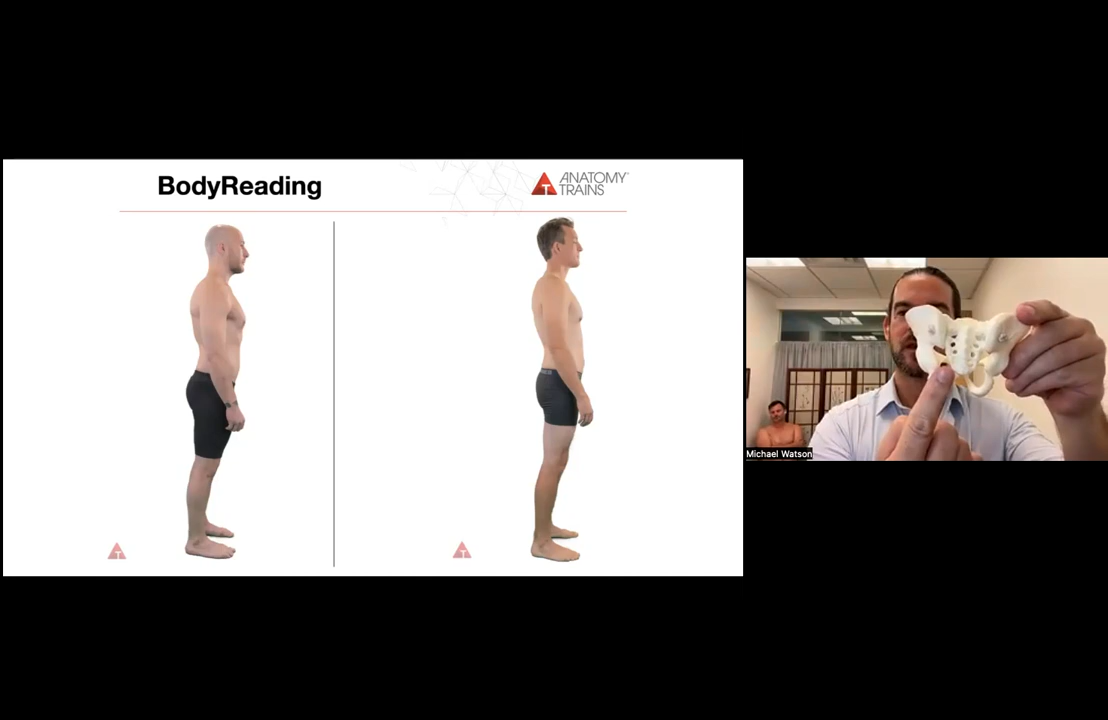 BodyReading
ANATOMY
TRAINS
T
T
T
Michael Watson